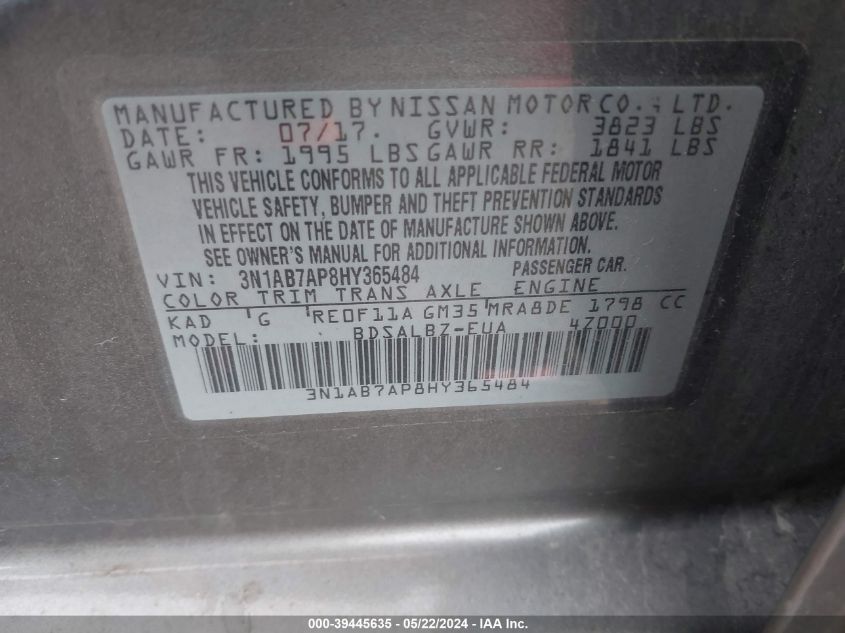 MANUFACTURED BY NISSAN MOTOR CO., LTD.
DATE: 07/17. GVWR: 3823 LBS
GAWR FR: 1995 LBS GAWR RR: 1841 LBS
THIS VEHICLE CONFORMS TO ALL APPLICABLE FEDERAL MOTOR
VEHICLE SAFETY, BUMPER AND THEFT PREVENTION STANDARDS
IN EFFECT ON THE DATE OF MANUFACTURE SHOWN ABOVE.
SEE OWNER'S MANUAL FOR ADDITIONAL INFORMATION.
VIN: 3N1AB7AP8HY365484 PASSENGER CAR.
COLOR TRIM TRANS AXLE ENGINE
KAD G RE0F11A GM35 MRA8DE 1798 CC
MODEL: BDSALBZ-EUA 4Z000
3N1AB7AP8HY365484
000-39445635 - 05/22/2024 - IAA Inc.